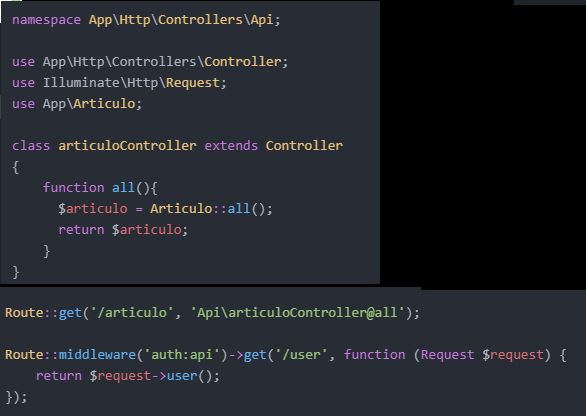 namespace App\Http\Controllers\Api;
use App\Http\Controllers\Controller;
use Illuminate\Http\Request;
use App\Articulo;
class articuloController extends Controller
{
function all(){
$articulo = Articulo::all();
return $articulo;
}
}
Route::get('/articulo', 'Api\articuloController@all');
Route::middleware('auth:api')->get('/user', function (Request $request) {
return $request->user();
});